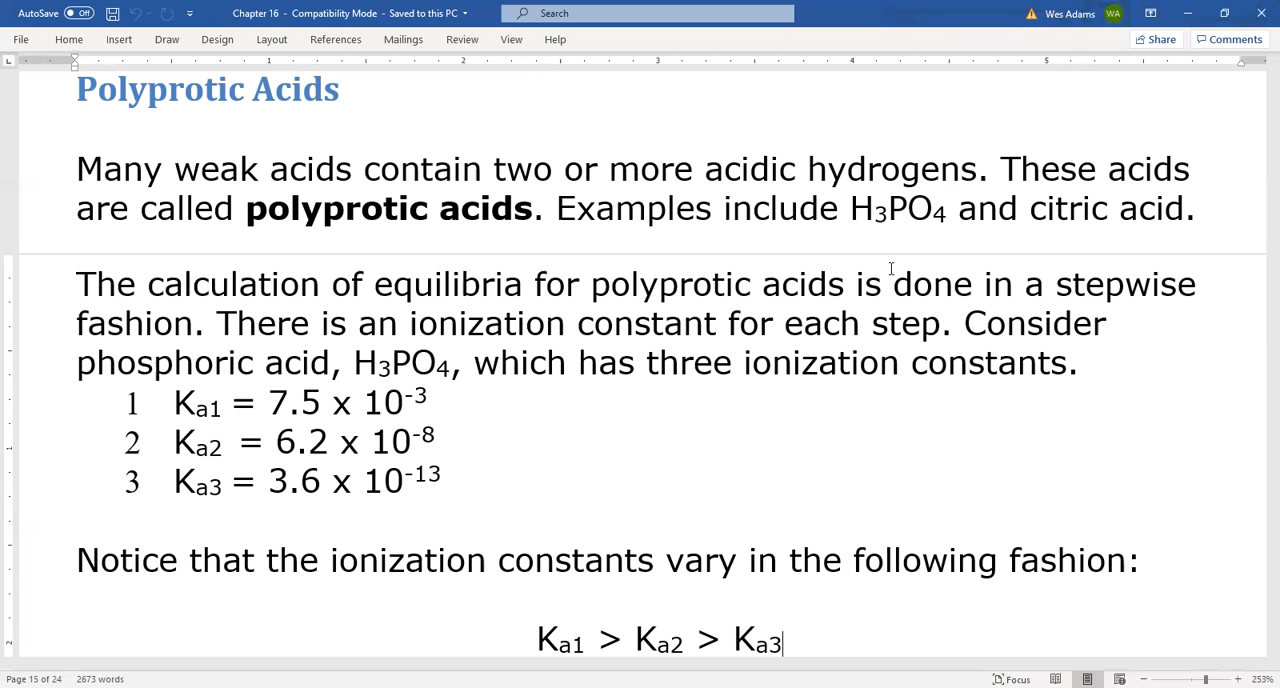 AutoSave Off Chapter 16 - Compatibility Mode - Saved to this PC Search Wes Adams WA
File Home Insert Draw Design Layout References Mailings Review View Help Share Comments
1 2 3 4 5
Polyprotic Acids
Many weak acids contain two or more acidic hydrogens. These acids
are called polyprotic acids. Examples include H₃PO₄ and citric acid.
The calculation of equilibria for polyprotic acids is done in a stepwise
fashion. There is an ionization constant for each step. Consider
phosphoric acid, H₃PO₄, which has three ionization constants.
1 Kₐ₁ = 7.5 x 10⁻³
2 Kₐ₂ = 6.2 x 10⁻⁸
3 Kₐ₃ = 3.6 x 10⁻¹³
Notice that the ionization constants vary in the following fashion:
Kₐ₁ > Kₐ₂ > Kₐ₃
Page 15 of 24 2673 words Focus 253%